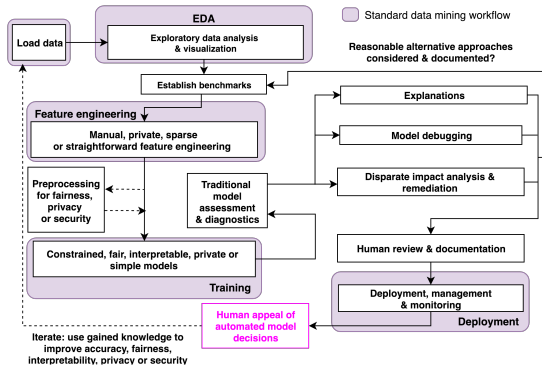 EDA
Standard data mining workflow
Load data
Exploratory data analysis
& visualization
Reasonable alternative approaches
considered & documented?
Establish benchmarks
Explanations
Feature engineering
Manual, private, sparse
or straightforward feature engineering
Model debugging
Preprocessing
for fairness,
privacy
or security
Traditional
model
assessment
& diagnostics
Disparate impact analysis &
remediation
Constrained, fair, interpretable, private or
simple models
Training
Human review & documentation
Deployment, management
& monitoring
Deployment
Human appeal of
automated model
decisions
Iterate: use gained knowledge to
improve accuracy, fairness,
interpretability, privacy or security